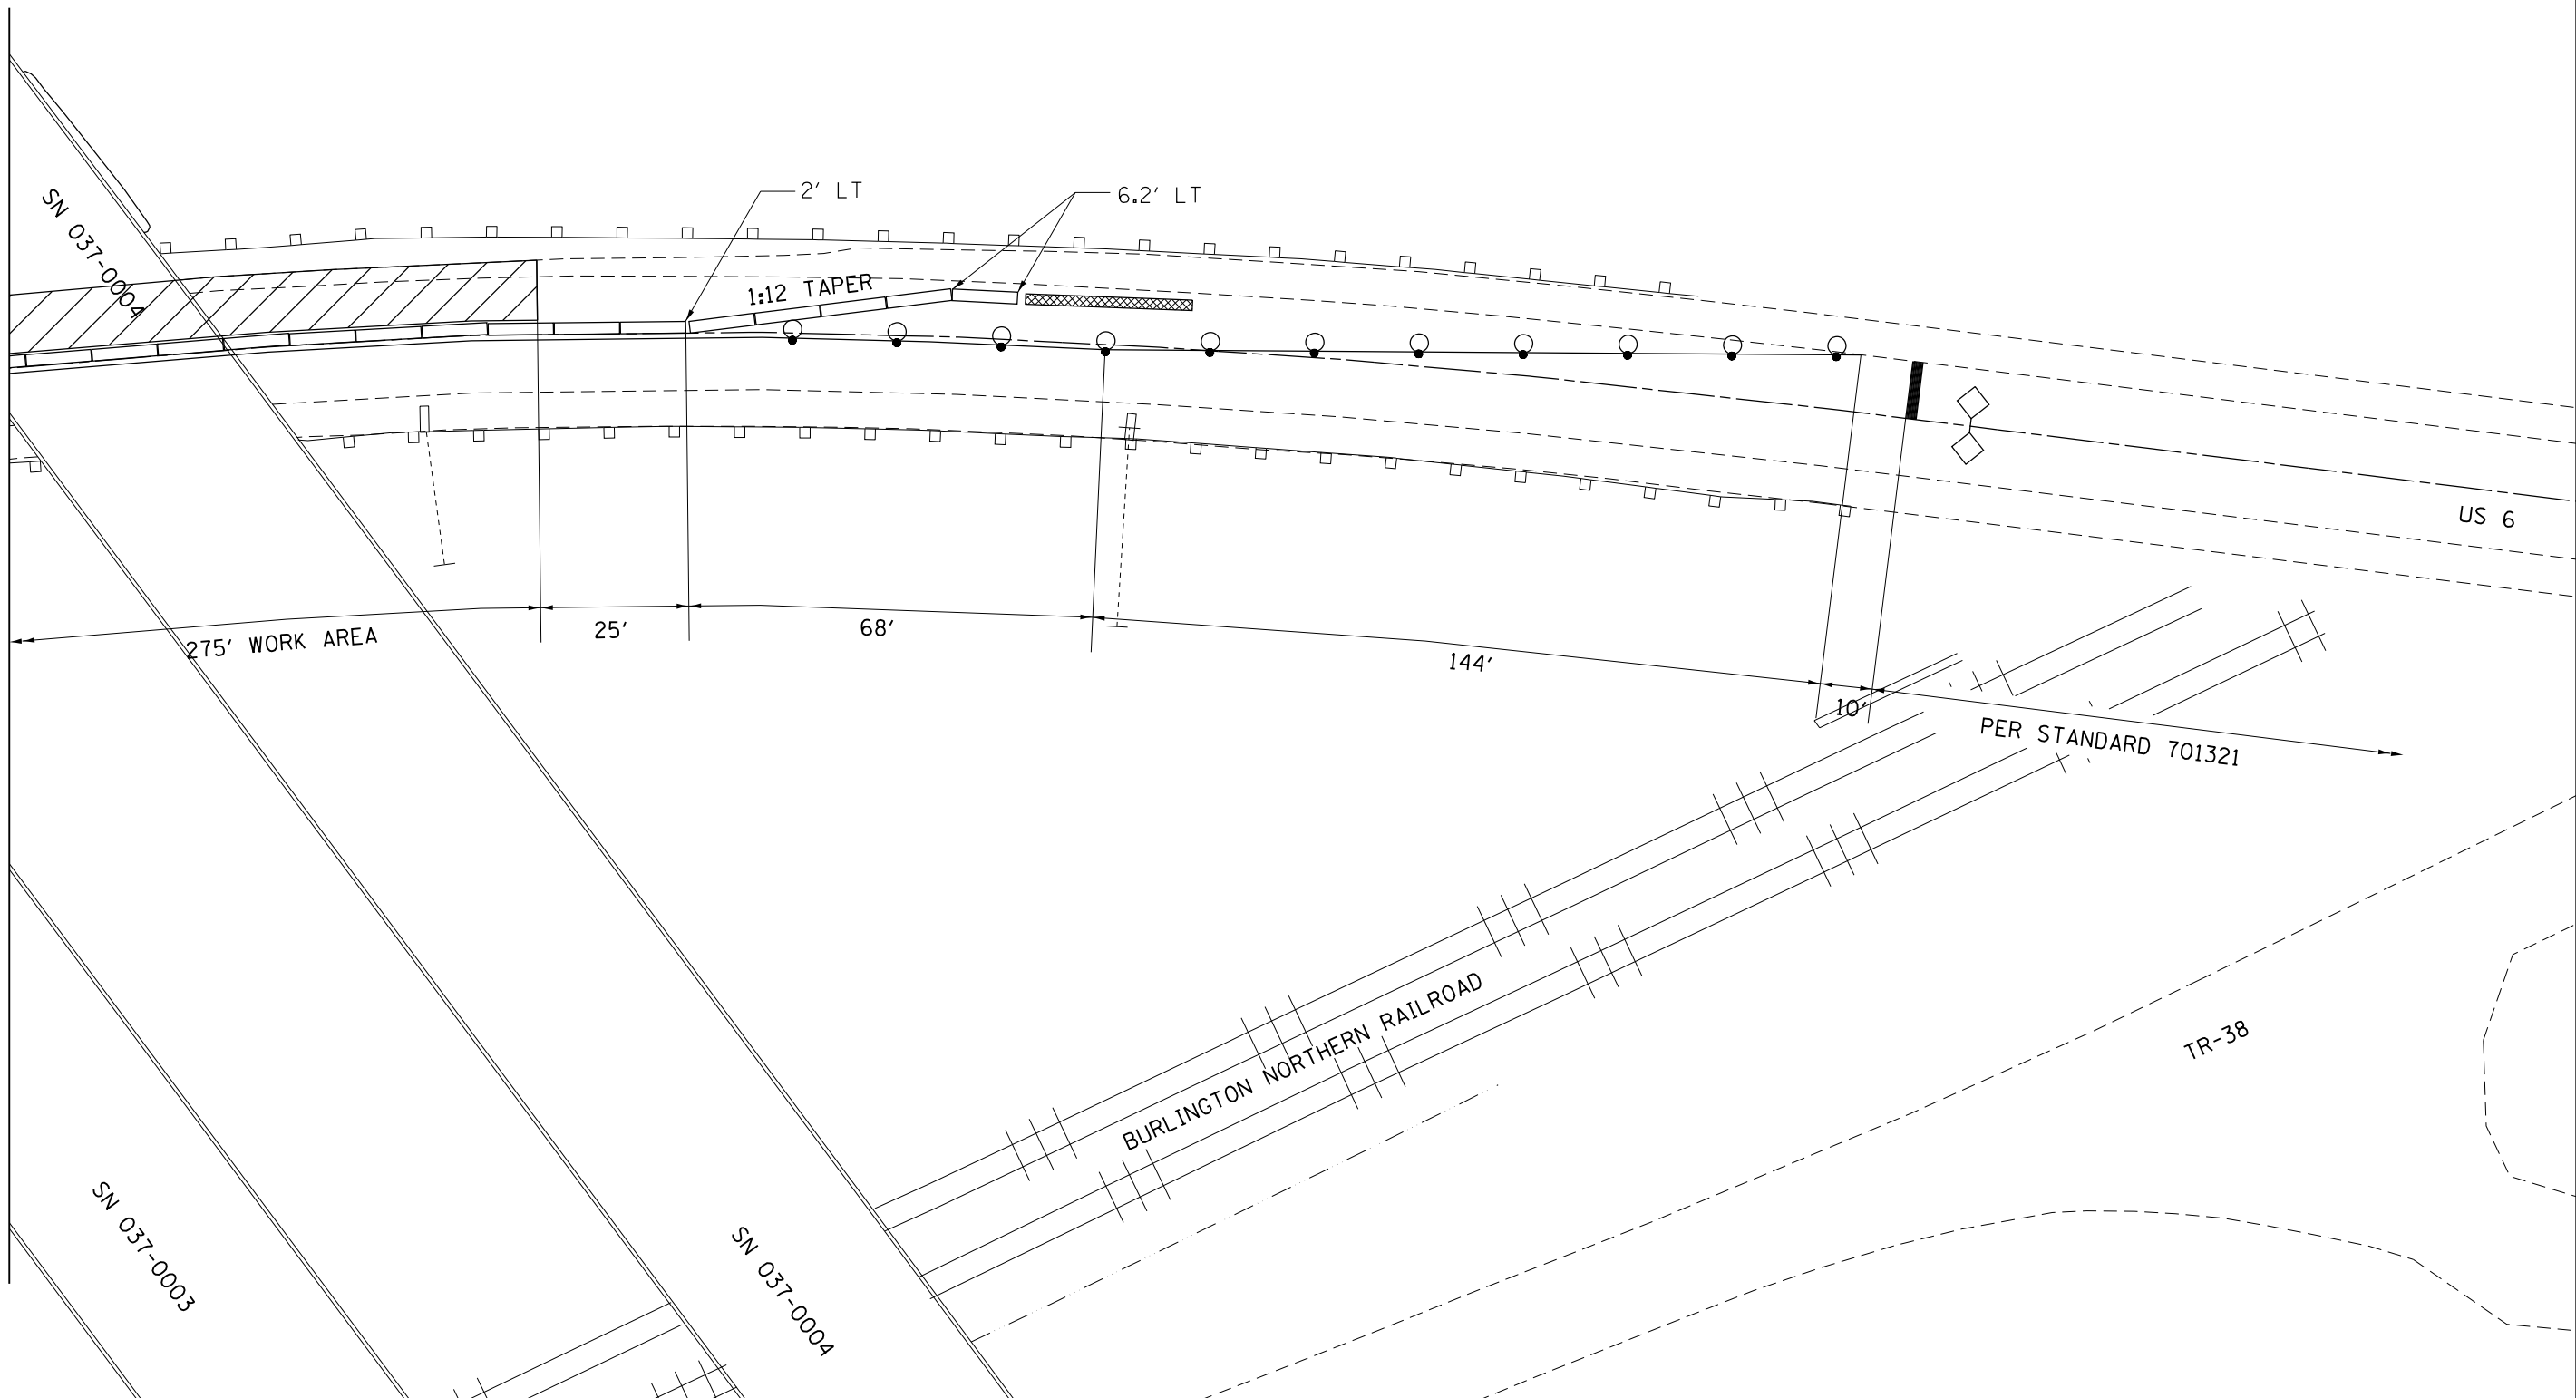 2' LT
6.2' LT
SN 037-0004
1:12 TAPER
US 6
275' WORK AREA
25'
68'
144'
10'
PER STANDARD 701321
BURLINGTON NORTHERN RAILROAD
TR-38
SN 037-0003
SN 037-0004